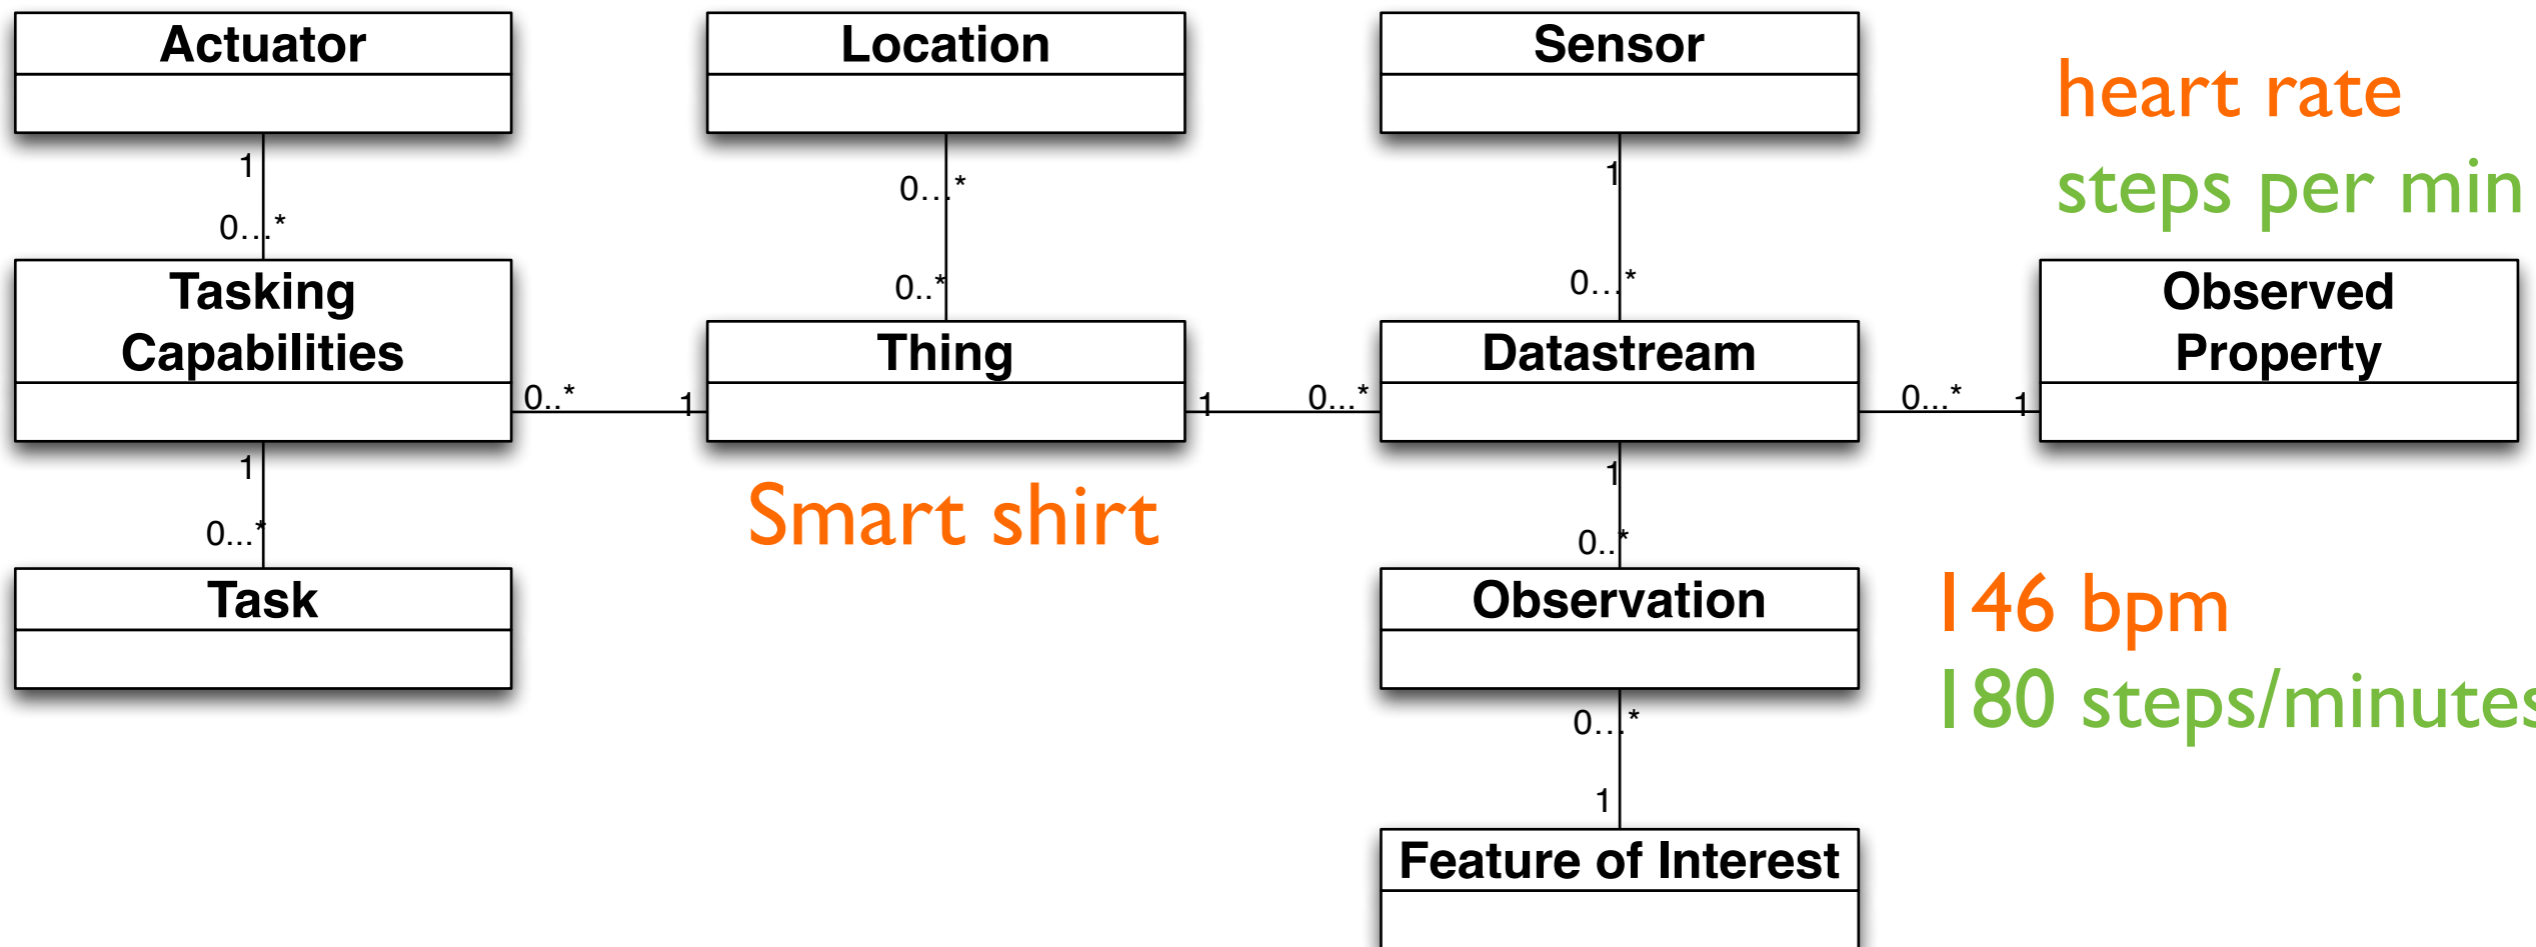 Actuator
Location
Sensor
heart rate
steps per min
1
0...*
1
0...*
0..*
0...*
Tasking
Capabilities
Thing
Datastream
Observed
Property
0..*
1
1
0...*
0...*
1
1
0...*
1
0..*
Smart shirt
Task
Observation
146 bpm
180 steps/minutes
0...*
1
Feature of Interest